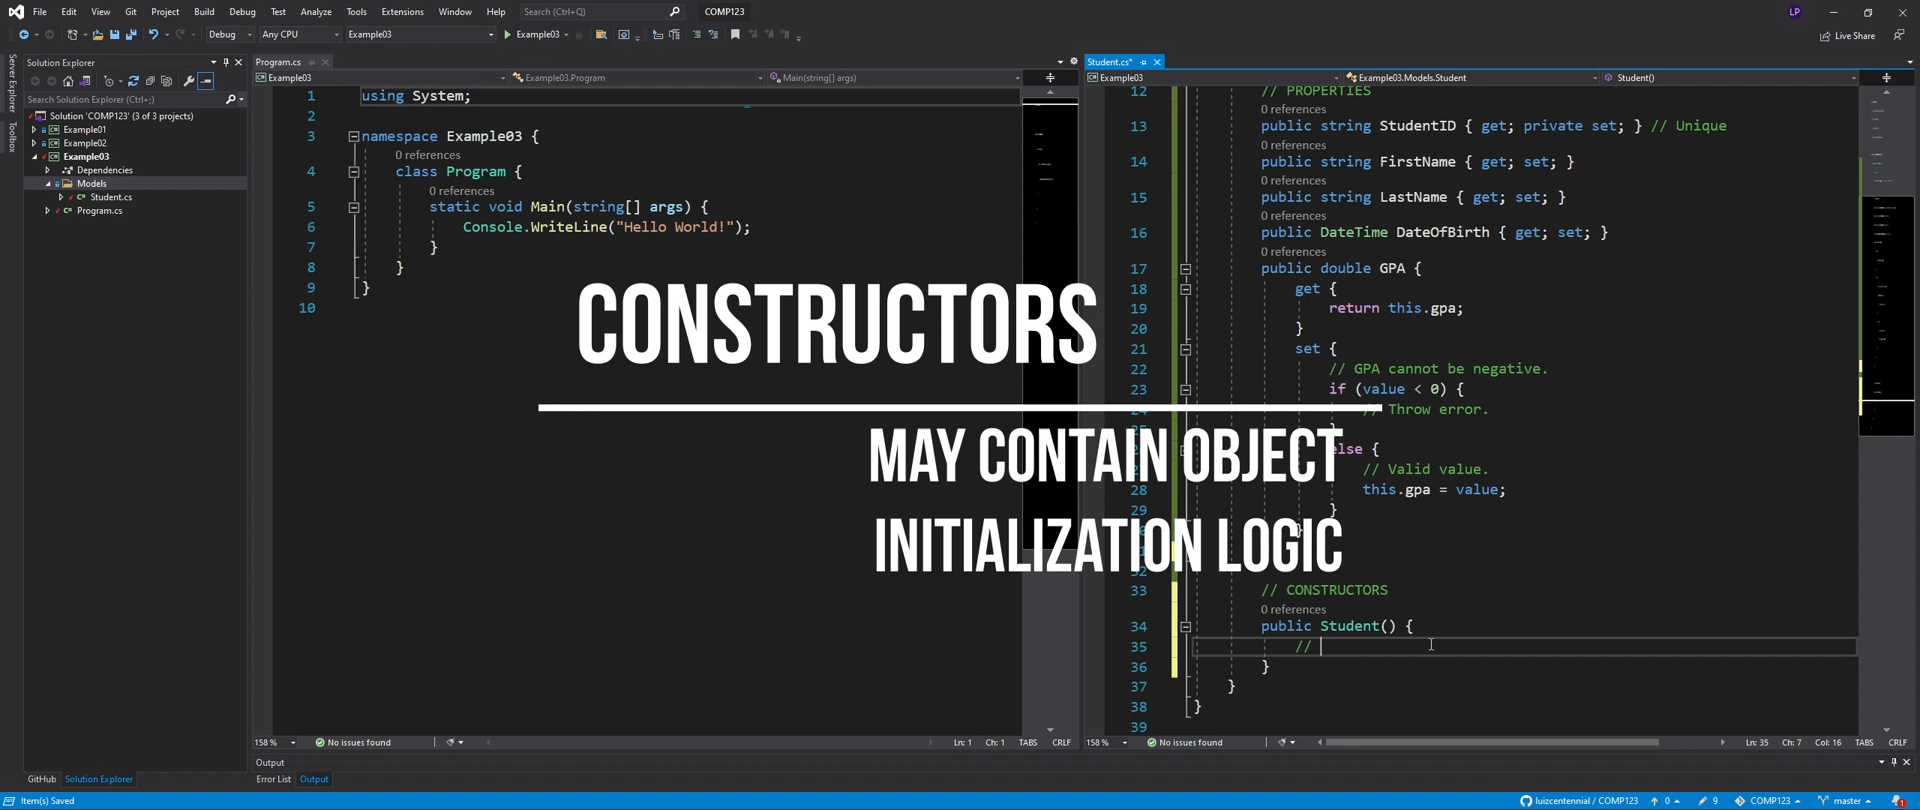 File Edit View Git Project Build Debug Test Analyze Tools Extensions Window Help Search (Ctrl+Q) COMP123 LP
Debug Any CPU Example03 Example03 Live Share
Server Explorer
Toolbox
Solution Explorer
Search Solution Explorer (Ctrl+;)
Solution 'COMP123' (3 of 3 projects)
Example01
Example02
Example03
Dependencies
Models
Student.cs
Program.cs
GitHub Solution Explorer
Program.cs
Example03 Example03.Program Main(string[] args)
1 using System;
2
3 namespace Example03 {
0 references
4 class Program {
0 references
5 static void Main(string[] args) {
6 Console.WriteLine("Hello World!");
7 }
8 }
9 }
10
158 % No issues found Ln: 1 Ch: 1 TABS CRLF
CONSTRUCTORS
MAY CONTAIN OBJECT
INITIALIZATION LOGIC
Student.cs*
Example03 Example03.Models.Student Student()
12 // PROPERTIES
0 references
13 public string StudentID { get; private set; } // Unique
0 references
14 public string FirstName { get; set; }
0 references
15 public string LastName { get; set; }
0 references
16 public DateTime DateOfBirth { get; set; }
0 references
17 public double GPA {
18 get {
19 return this.gpa;
20 }
21 set {
22 // GPA cannot be negative.
23 if (value < 0) {
24 // Throw error.
else {
// Valid value.
28 this.gpa = value;
29 }
33 // CONSTRUCTORS
0 references
34 public Student() {
35 //
36 }
37 }
38 }
39
158 % No issues found Ln: 35 Ch: 7 Col: 16 TABS CRLF
Output
Error List Output
Item(s) Saved luizcentennial / COMP123 0 9 COMP123 master 1